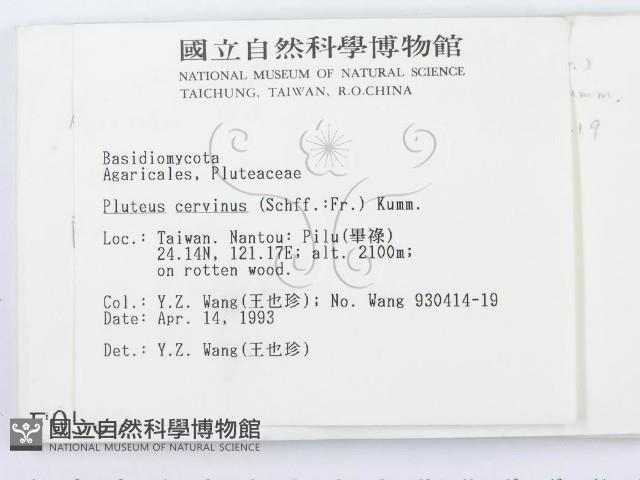 國立自然科學博物館
NATIONAL MUSEUM OF NATURAL SCIENCE
TAICHUNG, TAIWAN, R.O.CHINA
Basidiomycota
Agaricales, Pluteaceae
Pluteus cervinus (Schff.:Fr.) Kumm.
Loc.: Taiwan. Nantou: Pilu(畢祿)
24.14N, 121.17E; alt. 2100m;
on rotten wood.
Col.: Y.Z. Wang(王也珍); No. Wang 930414-19
Date: Apr. 14, 1993
Det.: Y.Z. Wang(王也珍)
國立自然科學博物館
NATIONAL MUSEUM OF NATURAL SCIENCE